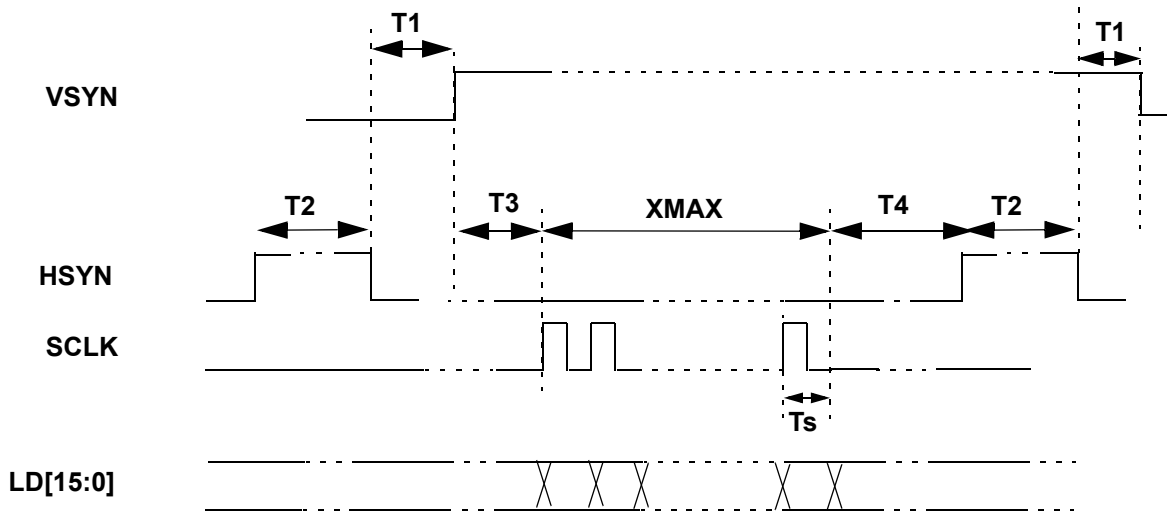 T1
T1
VSYN
T2
T3
XMAX
T4
T2
HSYN
SCLK
Ts
LD[15:0]